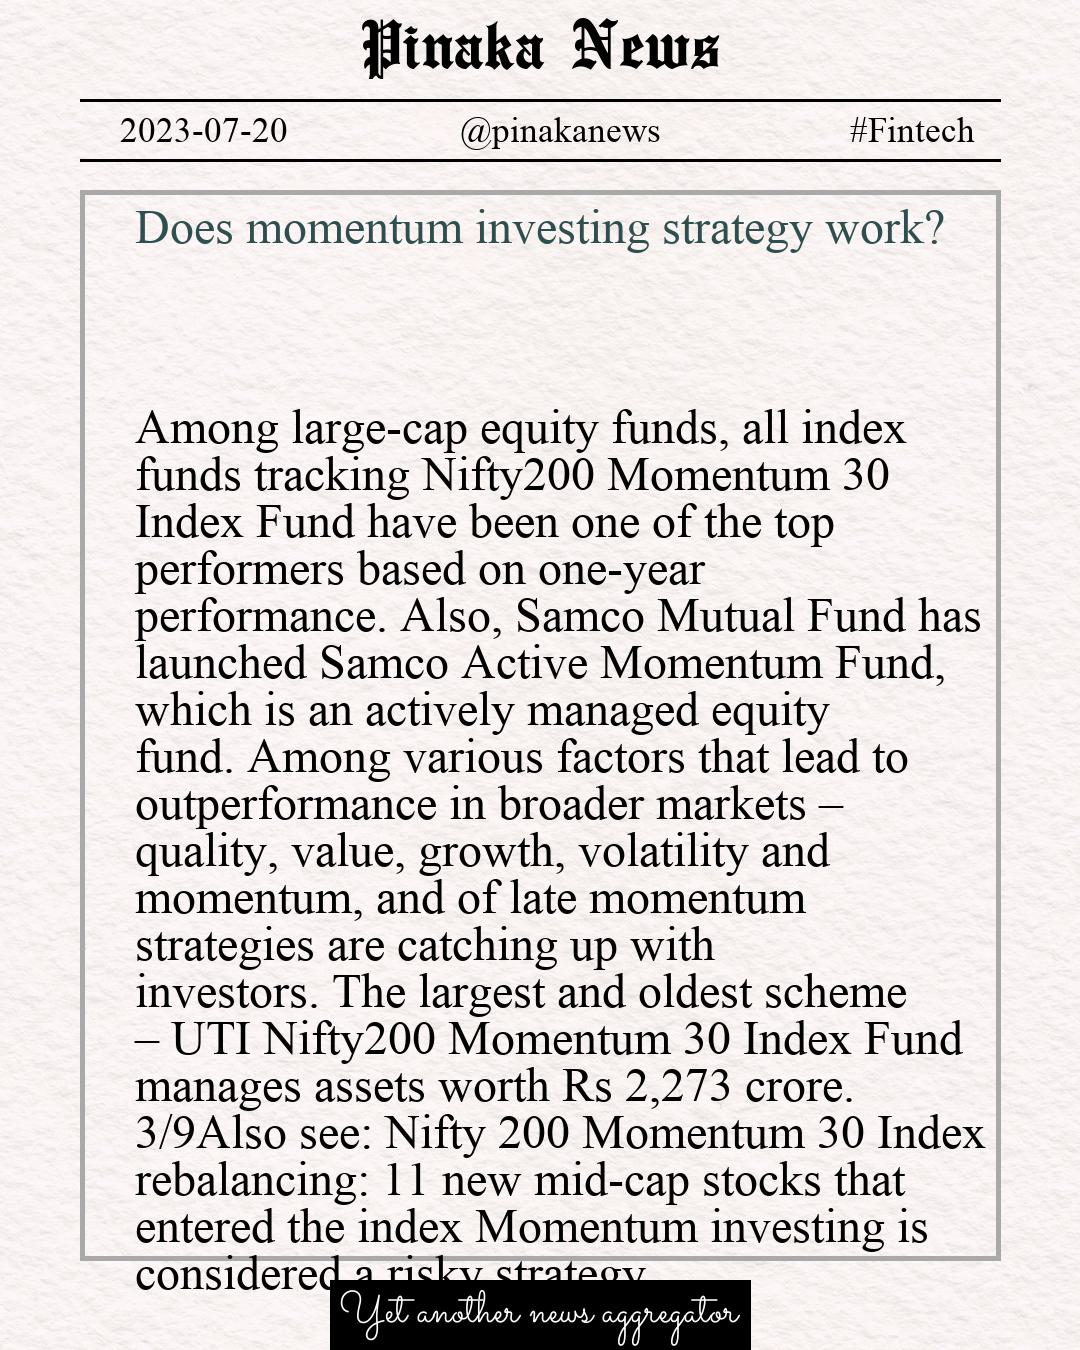 Pinaka News
2023-07-20 @pinakanews #Fintech
Does momentum investing strategy work?
Among large-cap equity funds, all index
funds tracking Nifty200 Momentum 30
Index Fund have been one of the top
performers based on one-year
performance. Also, Samco Mutual Fund has
launched Samco Active Momentum Fund,
which is an actively managed equity
fund. Among various factors that lead to
outperformance in broader markets –
quality, value, growth, volatility and
momentum, and of late momentum
strategies are catching up with
investors. The largest and oldest scheme
– UTI Nifty200 Momentum 30 Index Fund
manages assets worth Rs 2,273 crore.
3/9Also see: Nifty 200 Momentum 30 Index
rebalancing: 11 new mid-cap stocks that
entered the index Momentum investing is
considered a risky strategy
Yet another news aggregator